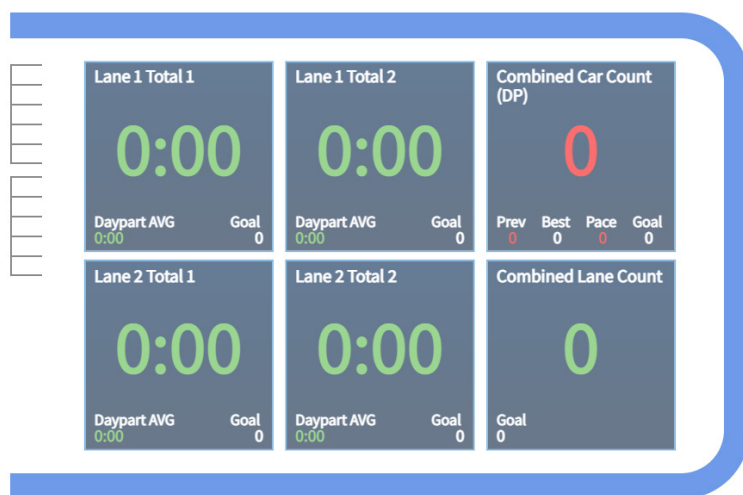 Lane 1 Total 1
0:00
Daypart AVG Goal
0:00 0
Lane 1 Total 2
0:00
Daypart AVG Goal
0:00 0
Combined Car Count
(DP)
0
Prev Best Pace Goal
0 0 0 0
Lane 2 Total 1
0:00
Daypart AVG Goal
0:00 0
Lane 2 Total 2
0:00
Daypart AVG Goal
0:00 0
Combined Lane Count
0
Goal
0